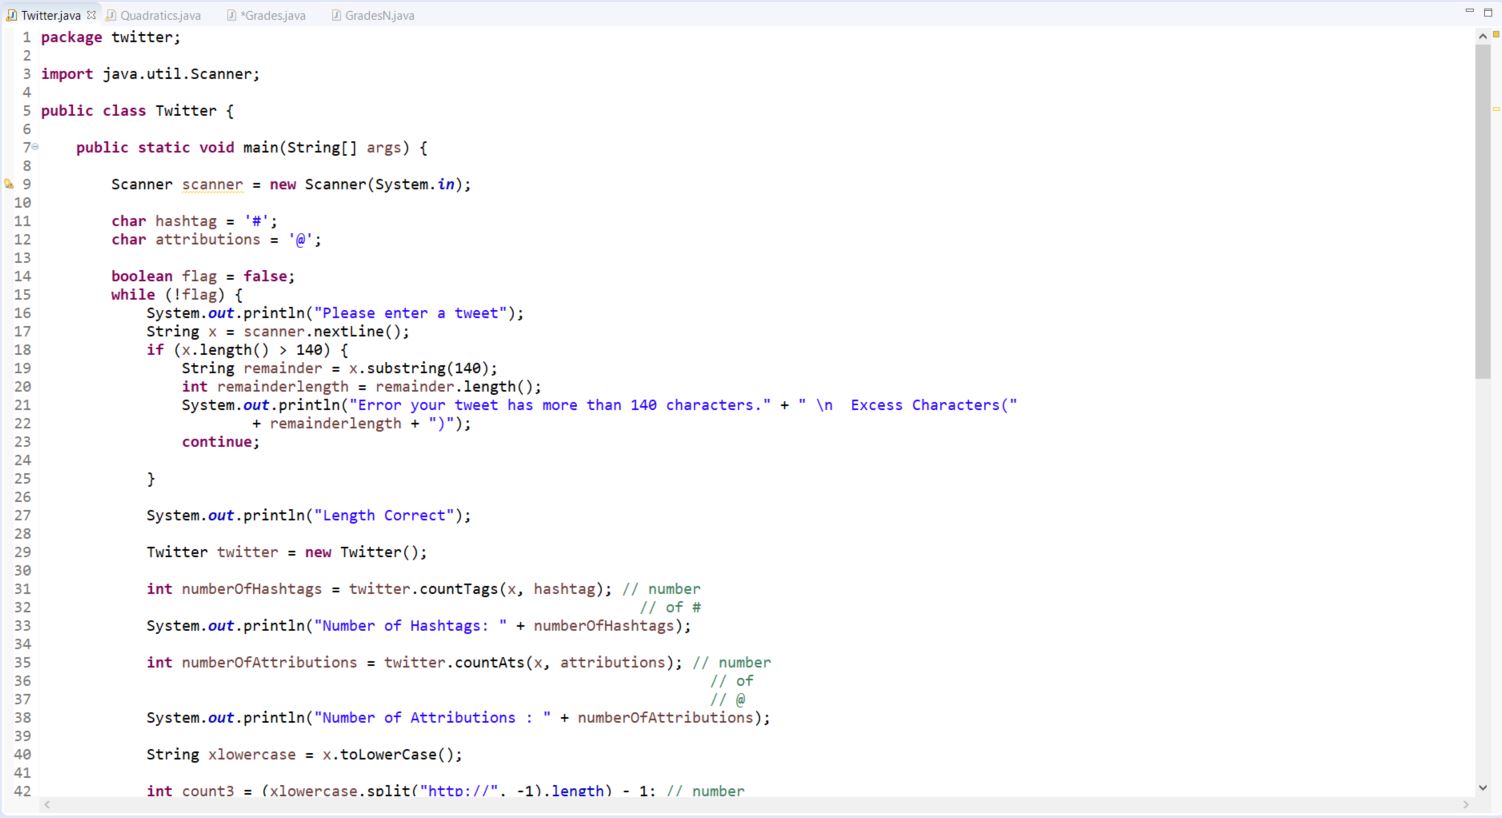 Twitter.java Quadratics.java *Grades.java GradesN.java
1 package twitter;
2
3 import java.util.Scanner;
4
5 public class Twitter {
6
7 public static void main(String[] args) {
8
9 Scanner scanner = new Scanner(System.in);
10
11 char hashtag = '#';
12 char attributions = '@';
13
14 boolean flag = false;
15 while (!flag) {
16 System.out.println("Please enter a tweet");
17 String x = scanner.nextLine();
18 if (x.length() > 140) {
19 String remainder = x.substring(140);
20 int remainderlength = remainder.length();
21 System.out.println("Error your tweet has more than 140 characters." + " \n  Excess Characters("
22 + remainderlength + ")");
23 continue;
24
25 }
26
27 System.out.println("Length Correct");
28
29 Twitter twitter = new Twitter();
30
31 int numberOfHashtags = twitter.countTags(x, hashtag); // number
32 // of #
33 System.out.println("Number of Hashtags: " + numberOfHashtags);
34
35 int numberOfAttributions = twitter.countAts(x, attributions); // number
36 // of
37 // @
38 System.out.println("Number of Attributions : " + numberOfAttributions);
39
40 String xlowercase = x.toLowerCase();
41
42 int count3 = (xlowercase.split("http://", -1).length) - 1; // number